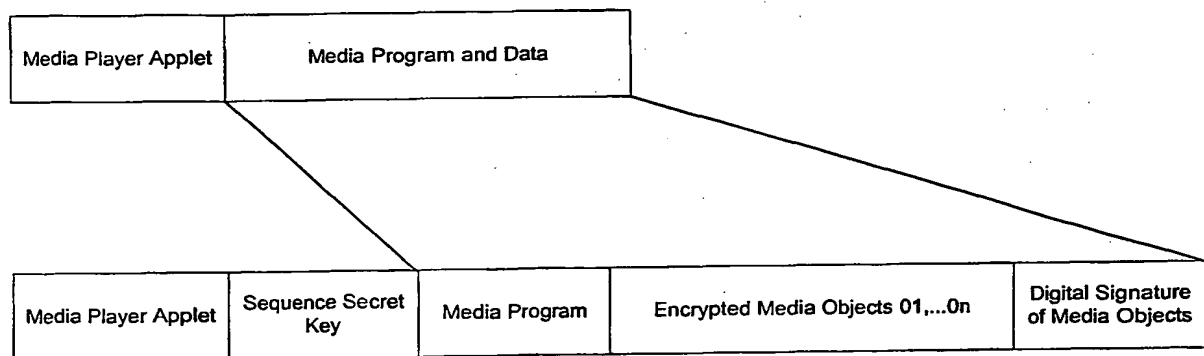 Media Player Applet
Media Program and Data
Media Player Applet
Sequence Secret
Key
Media Program
Encrypted Media Objects 01,...0n
Digital Signature
of Media Objects